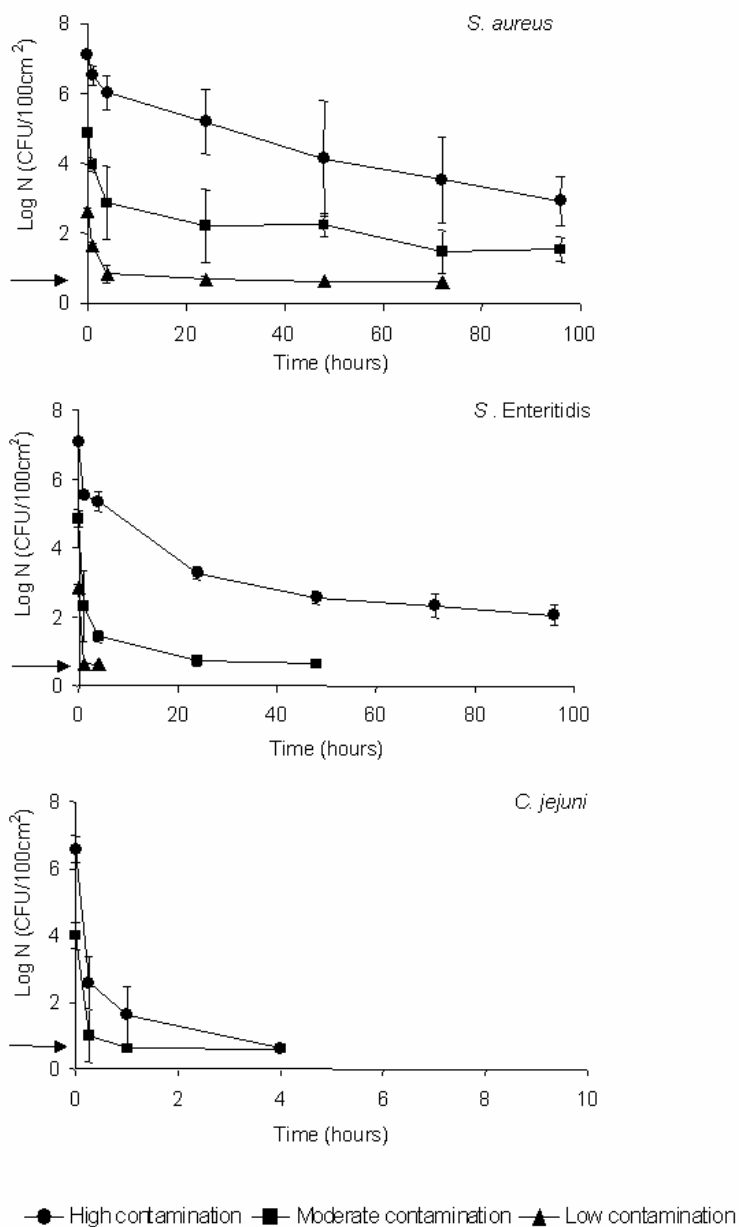 S. aureus
Log N (CFU/100cm²)
8
6
4
2
0
0 20 40 60 80 100
Time (hours)
S . Enteritidis
Log N (CFU/100cm²)
8
6
4
2
0
0 20 40 60 80 100
Time (hours)
C. jejuni
Log N (CFU/100cm²)
8
6
4
2
0
0 2 4 6 8 10
Time (hours)
High contamination Moderate contamination Low contamination